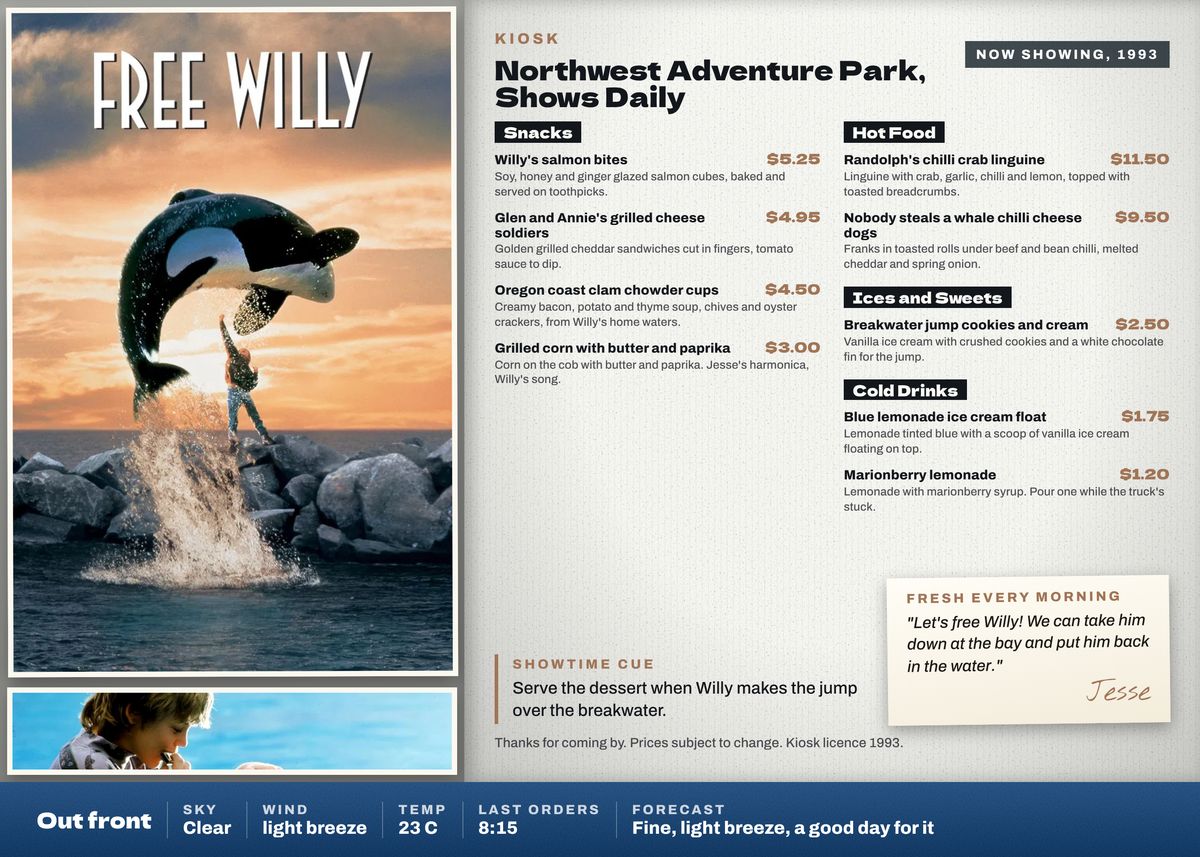 FREE WILLY
KIOSK
Northwest Adventure Park,
Shows Daily
NOW SHOWING, 1993
Snacks
Willy's salmon bites $5.25
Soy, honey and ginger glazed salmon cubes, baked and
served on toothpicks.
Glen and Annie's grilled cheese $4.95
soldiers
Golden grilled cheddar sandwiches cut in fingers, tomato
sauce to dip.
Oregon coast clam chowder cups $4.50
Creamy bacon, potato and thyme soup, chives and oyster
crackers, from Willy's home waters.
Grilled corn with butter and paprika $3.00
Corn on the cob with butter and paprika. Jesse's harmonica,
Willy's song.
Hot Food
Randolph's chilli crab linguine $11.50
Linguine with crab, garlic, chilli and lemon, topped with
toasted breadcrumbs.
Nobody steals a whale chilli cheese $9.50
dogs
Franks in toasted rolls under beef and bean chilli, melted
cheddar and spring onion.
Ices and Sweets
Breakwater jump cookies and cream $2.50
Vanilla ice cream with crushed cookies and a white chocolate
fin for the jump.
Cold Drinks
Blue lemonade ice cream float $1.75
Lemonade tinted blue with a scoop of vanilla ice cream
floating on top.
Marionberry lemonade $1.20
Lemonade with marionberry syrup. Pour one while the truck's
stuck.
FRESH EVERY MORNING
"Let's free Willy! We can take him
down at the bay and put him back
in the water."
Jesse
SHOWTIME CUE
Serve the dessert when Willy makes the jump
over the breakwater.
Thanks for coming by. Prices subject to change. Kiosk licence 1993.
Out front
SKY
Clear
WIND
light breeze
TEMP
23 C
LAST ORDERS
8:15
FORECAST
Fine, light breeze, a good day for it